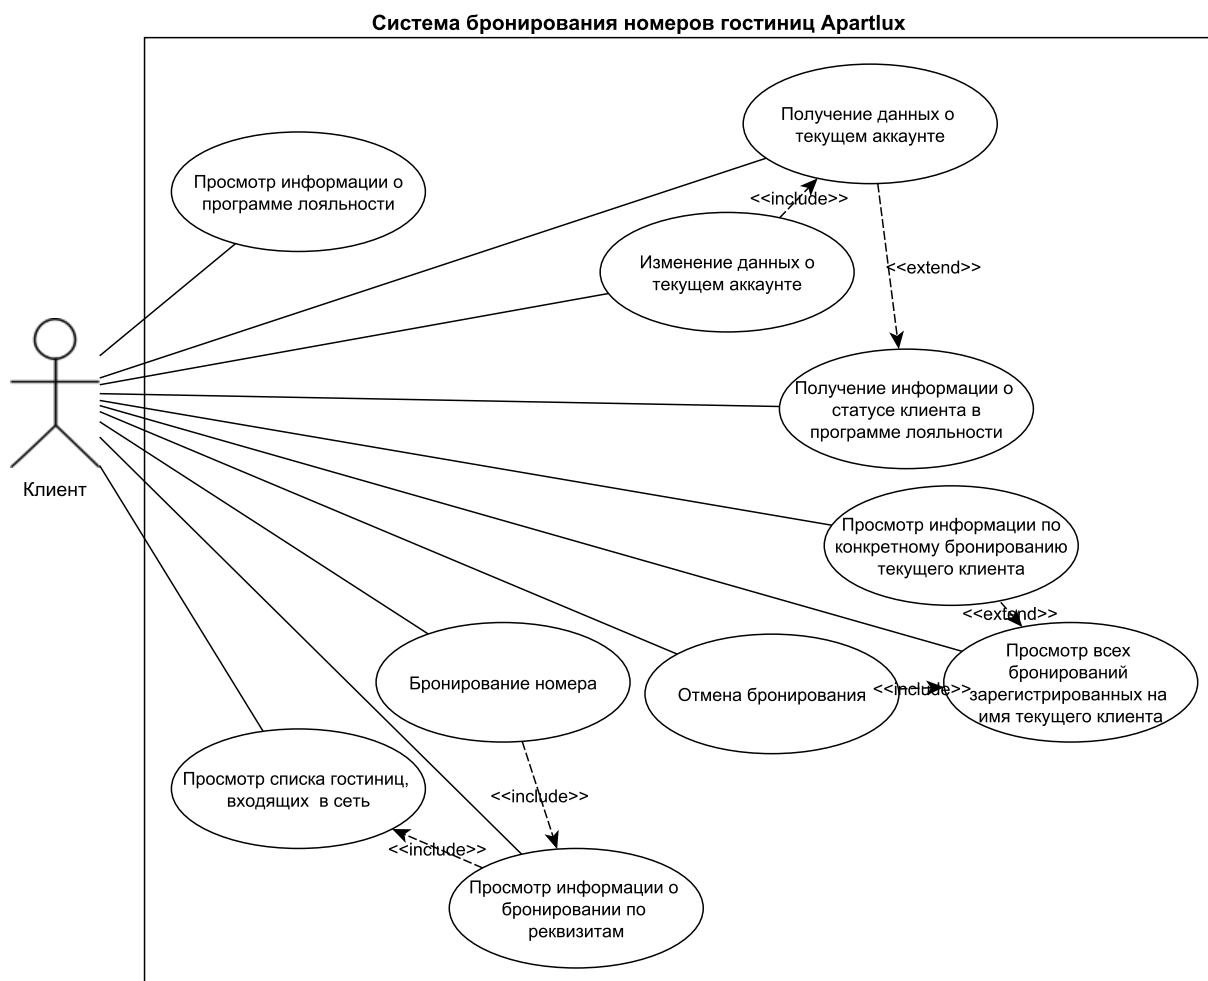 Система бронирования номеров гостиниц Apartlux
Получение данных о
текущем аккаунте
Просмотр информации о
программе лояльности
<<include>>
Изменение данных о
текущем аккаунте
<<extend>>
Получение информации о
статусе клиента в
программе лояльности
Клиент
Просмотр информации по
конкретному бронированию
текущего клиента
<<extend>>
Просмотр всех
бронирований
зарегистрированных на
имя текущего клиента
Бронирование номера
Отмена бронирования
<<include>>
Просмотр списка гостиниц,
входящих в сеть
<<include>>
<<include>>
Просмотр информации о
бронировании по
реквизитам